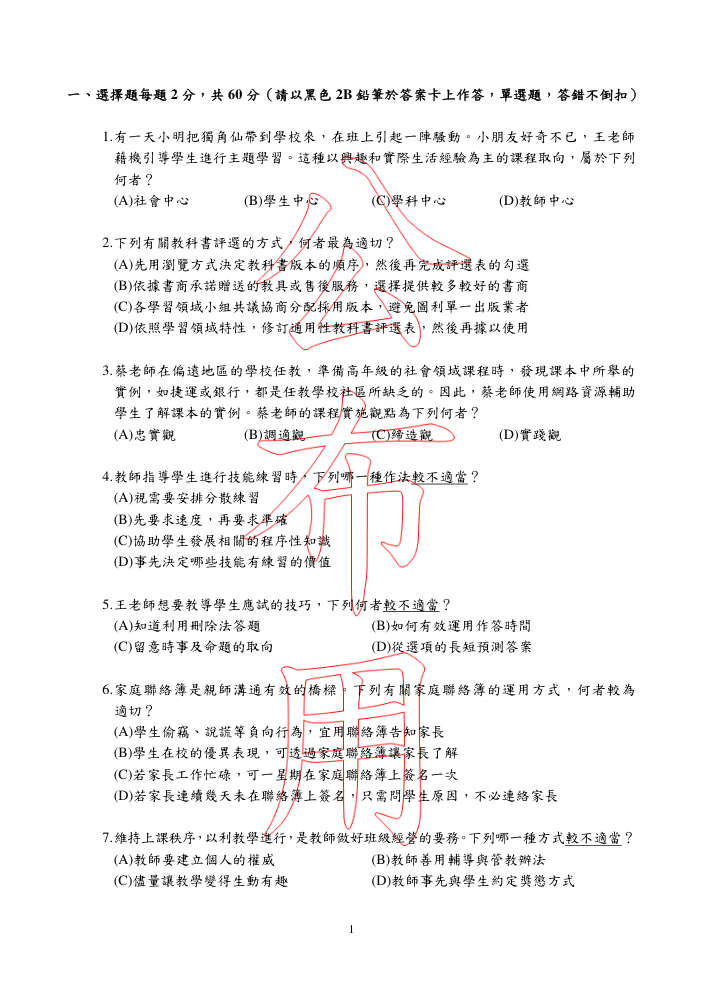 一、選擇題每題 2 分，共 60 分（請以黑色 2B 鉛筆於答案卡上作答，單選題，答錯不倒扣）
1.有一天小明把獨角仙帶到學校來，在班上引起一陣騷動。小朋友好奇不已，王老師
藉機引導學生進行主題學習。這種以興趣和實際生活經驗為主的課程取向，屬於下列
何者？
(A)社會中心 (B)學生中心 (C)學科中心 (D)教師中心
2.下列有關教科書評選的方式，何者最為適切？
(A)先用瀏覽方式決定教科書版本的順序，然後再完成評選表的勾選
(B)依據書商承諾贈送的教具或售後服務，選擇提供較多較好的書商
(C)各學習領域小組共議協商分配採用版本，避免圖利單一出版業者
(D)依照學習領域特性，修訂通用性教科書評選表，然後再據以使用
3.蔡老師在偏遠地區的學校任教，準備高年級的社會領域課程時，發現課本中所舉的
實例，如捷運或銀行，都是任教學校社區所缺乏的。因此，蔡老師使用網路資源輔助
學生了解課本的實例。蔡老師的課程實施觀點為下列何者？
(A)忠實觀 (B)調適觀 (C)締造觀 (D)實踐觀
4.教師指導學生進行技能練習時，下列哪一種作法較不適當？
(A)視需要安排分散練習
(B)先要求速度，再要求準確
(C)協助學生發展相關的程序性知識
(D)事先決定哪些技能有練習的價值
5.王老師想要教導學生應試的技巧，下列何者較不適當？
(A)知道利用刪除法答題 (B)如何有效運用作答時間
(C)留意時事及命題的取向 (D)從選項的長短預測答案
6.家庭聯絡簿是親師溝通有效的橋樑。下列有關家庭聯絡簿的運用方式，何者較為
適切？
(A)學生偷竊、說謊等負向行為，宜用聯絡簿告知家長
(B)學生在校的優異表現，可透過家庭聯絡簿讓家長了解
(C)若家長工作忙碌，可一星期在家庭聯絡簿上簽名一次
(D)若家長連續幾天未在聯絡簿上簽名，只需問學生原因，不必連絡家長
7.維持上課秩序，以利教學進行，是教師做好班級經營的要務。下列哪一種方式較不適當？
(A)教師要建立個人的權威 (B)教師善用輔導與管教辦法
(C)儘量讓教學變得生動有趣 (D)教師事先與學生約定獎懲方式
1
公布用